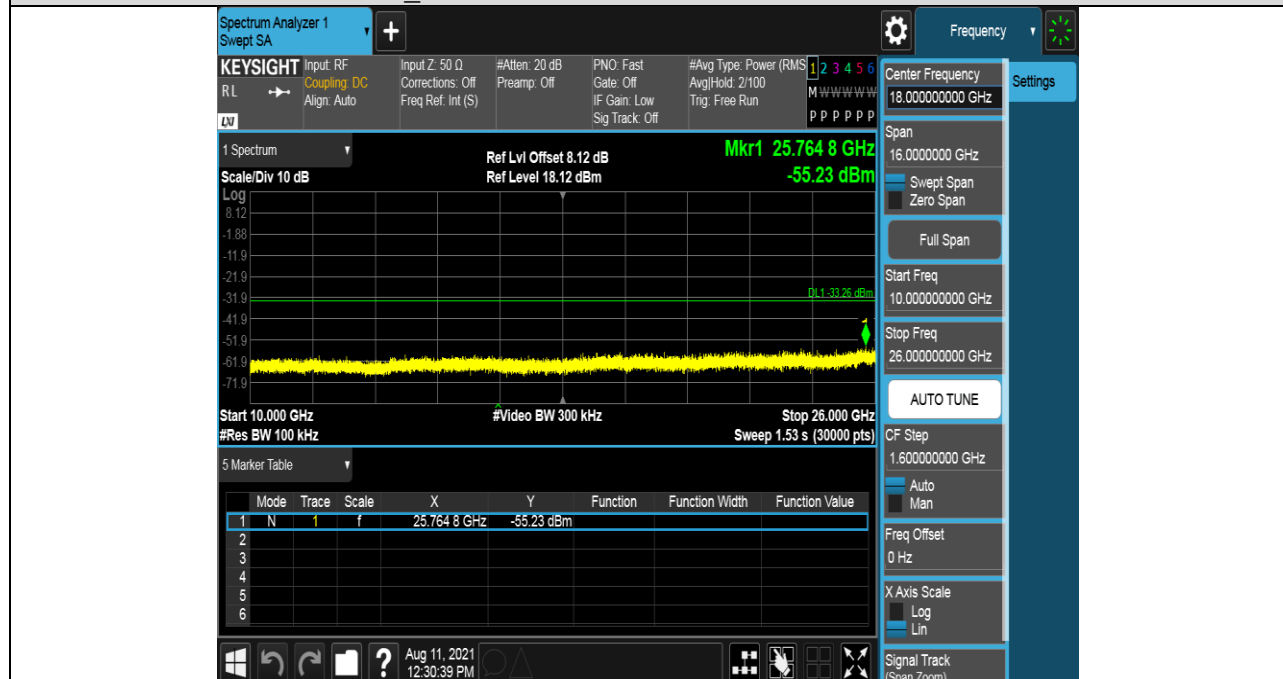 Spectrum Analyzer 1
Swept SA
+
Frequency
KEYSIGHT
Input: RF
Coupling: DC
Align: Auto
Input Z: 50 Ω
Corrections: Off
Freq Ref: Int (S)
#Atten: 20 dB
Preamp: Off
PNO: Fast
Gate: Off
IF Gain: Low
Sig Track: Off
#Avg Type: Power (RMS
Avg|Hold: 2/100
Trig: Free Run
1 2 3 4 5 6
M W W W W W
P P P P P P
RL
LXI
Center Frequency
18.000000000 GHz
Settings
Span
16.0000000 GHz
Swept Span
Zero Span
Full Span
Start Freq
10.000000000 GHz
Stop Freq
26.000000000 GHz
AUTO TUNE
CF Step
1.600000000 GHz
Auto
Man
Freq Offset
0 Hz
X Axis Scale
Log
Lin
Signal Track
(Span Zoom)
1 Spectrum
Scale/Div 10 dB
Ref Lvl Offset 8.12 dB
Ref Level 18.12 dBm
Mkr1 25.764 8 GHz
-55.23 dBm
Log
8.12
-1.88
-11.9
-21.9
-31.9
-41.9
-51.9
-61.9
-71.9
DL1 -33.26 dBm
1
Start 10.000 GHz
#Video BW 300 kHz
Stop 26.000 GHz
#Res BW 100 kHz
Sweep 1.53 s (30000 pts)
5 Marker Table
Mode Trace Scale X Y Function Function Width Function Value
1 N 1 f 25.764 8 GHz -55.23 dBm
2
3
4
5
6
?
Aug 11, 2021
12:30:39 PM